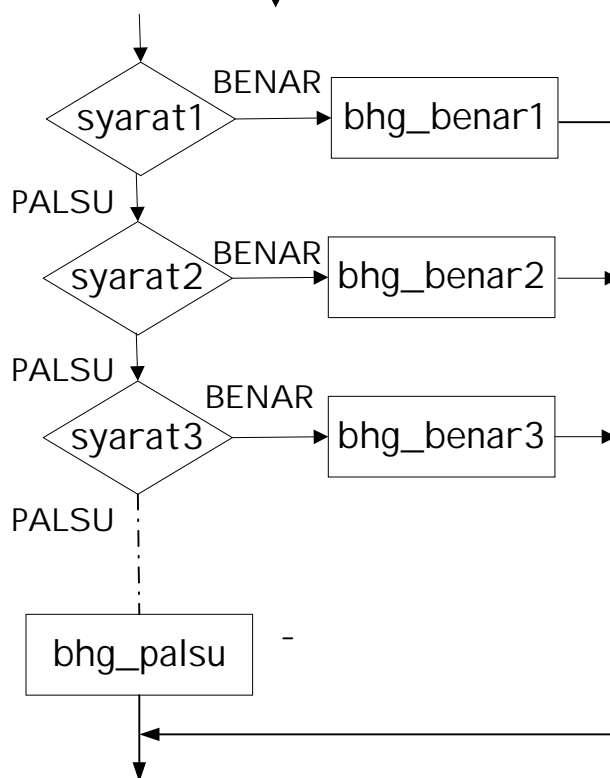 BENAR
syarat1
bhg_benar1
PALSU
BENAR
syarat2
bhg_benar2
PALSU
BENAR
syarat3
bhg_benar3
PALSU
bhg_palsu
-